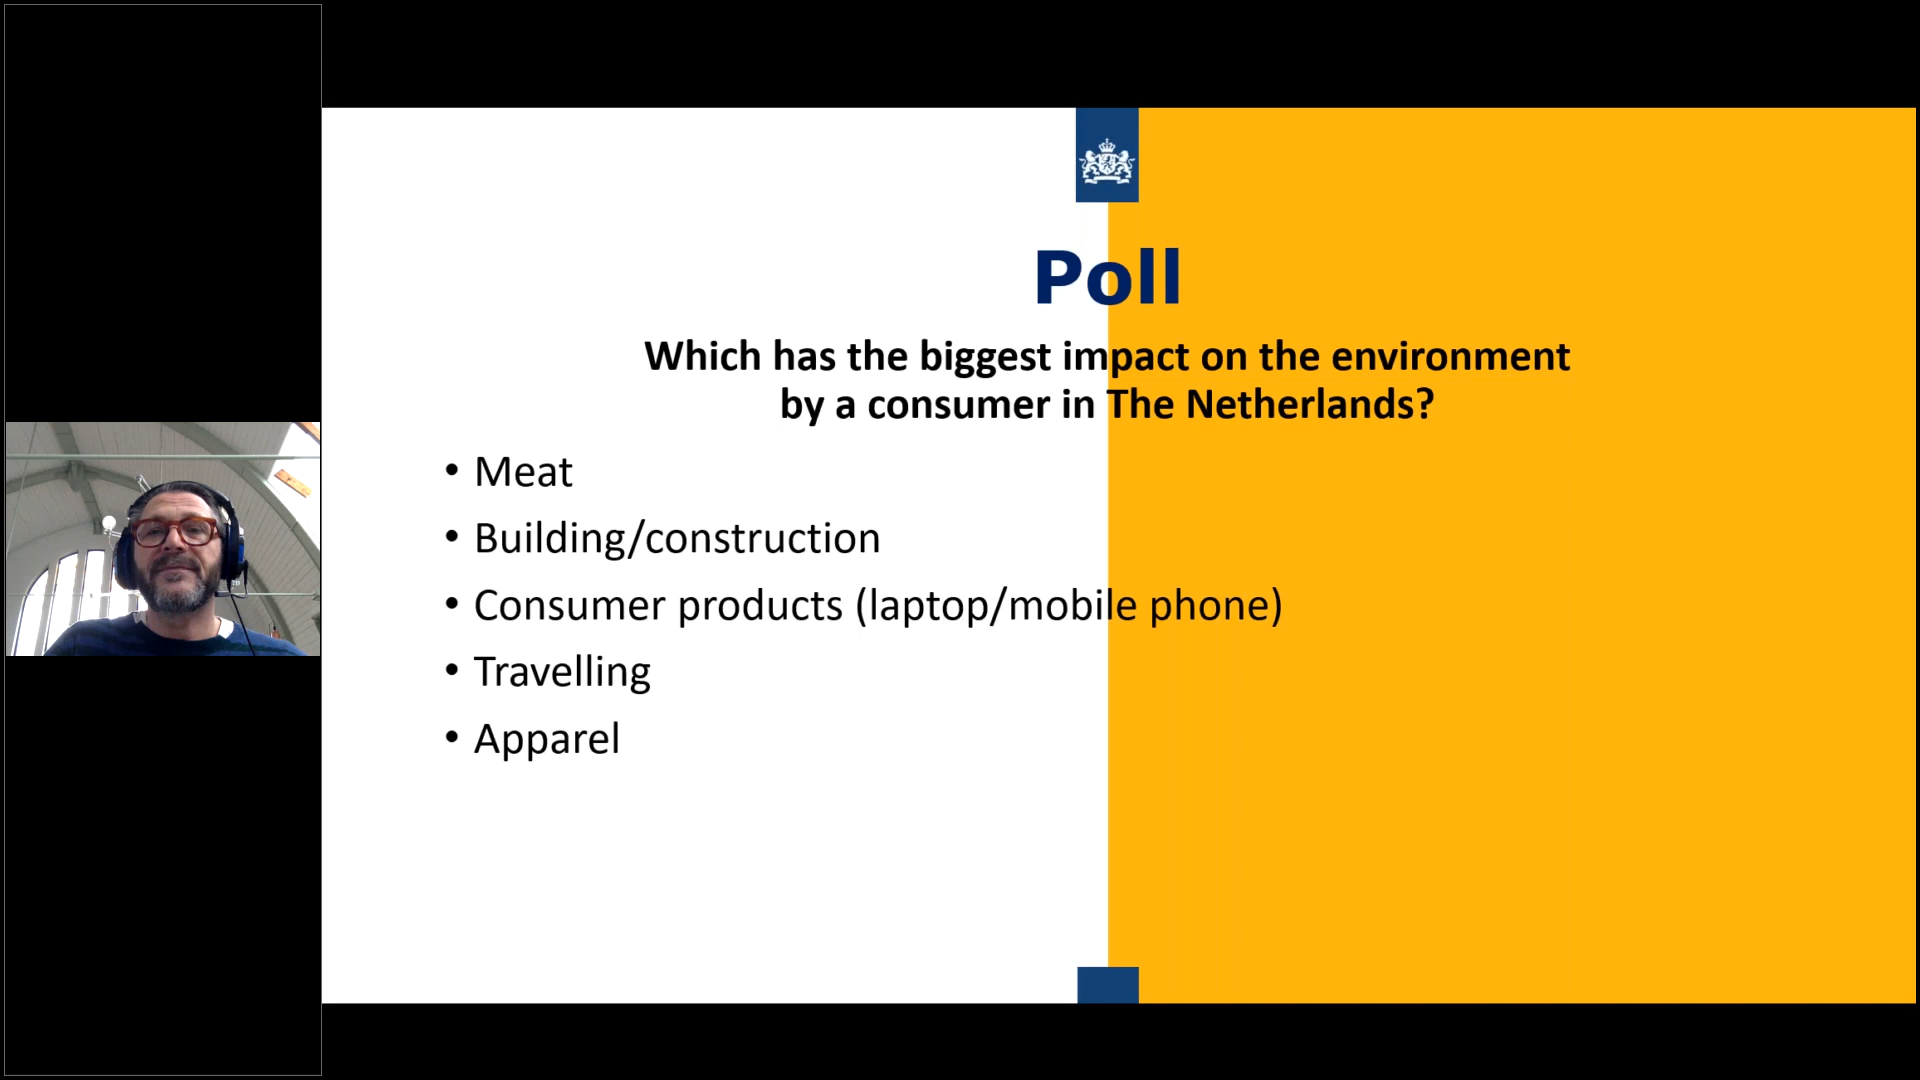 Poll
Which has the biggest impact on the environment
by a consumer in The Netherlands?
• Meat
• Building/construction
• Consumer products (laptop/mobile phone)
• Travelling
• Apparel